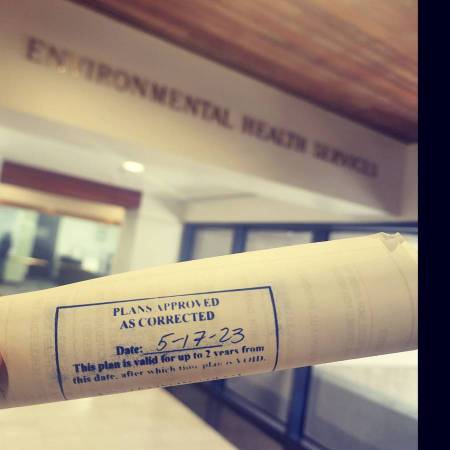 ENVIRONMENTAL HEALTH SERVICES
PLANS APPROVED
AS CORRECTED
Date: 5-17-23
This plan is valid for up to 2 years from
this date, after which this plan is VOID.